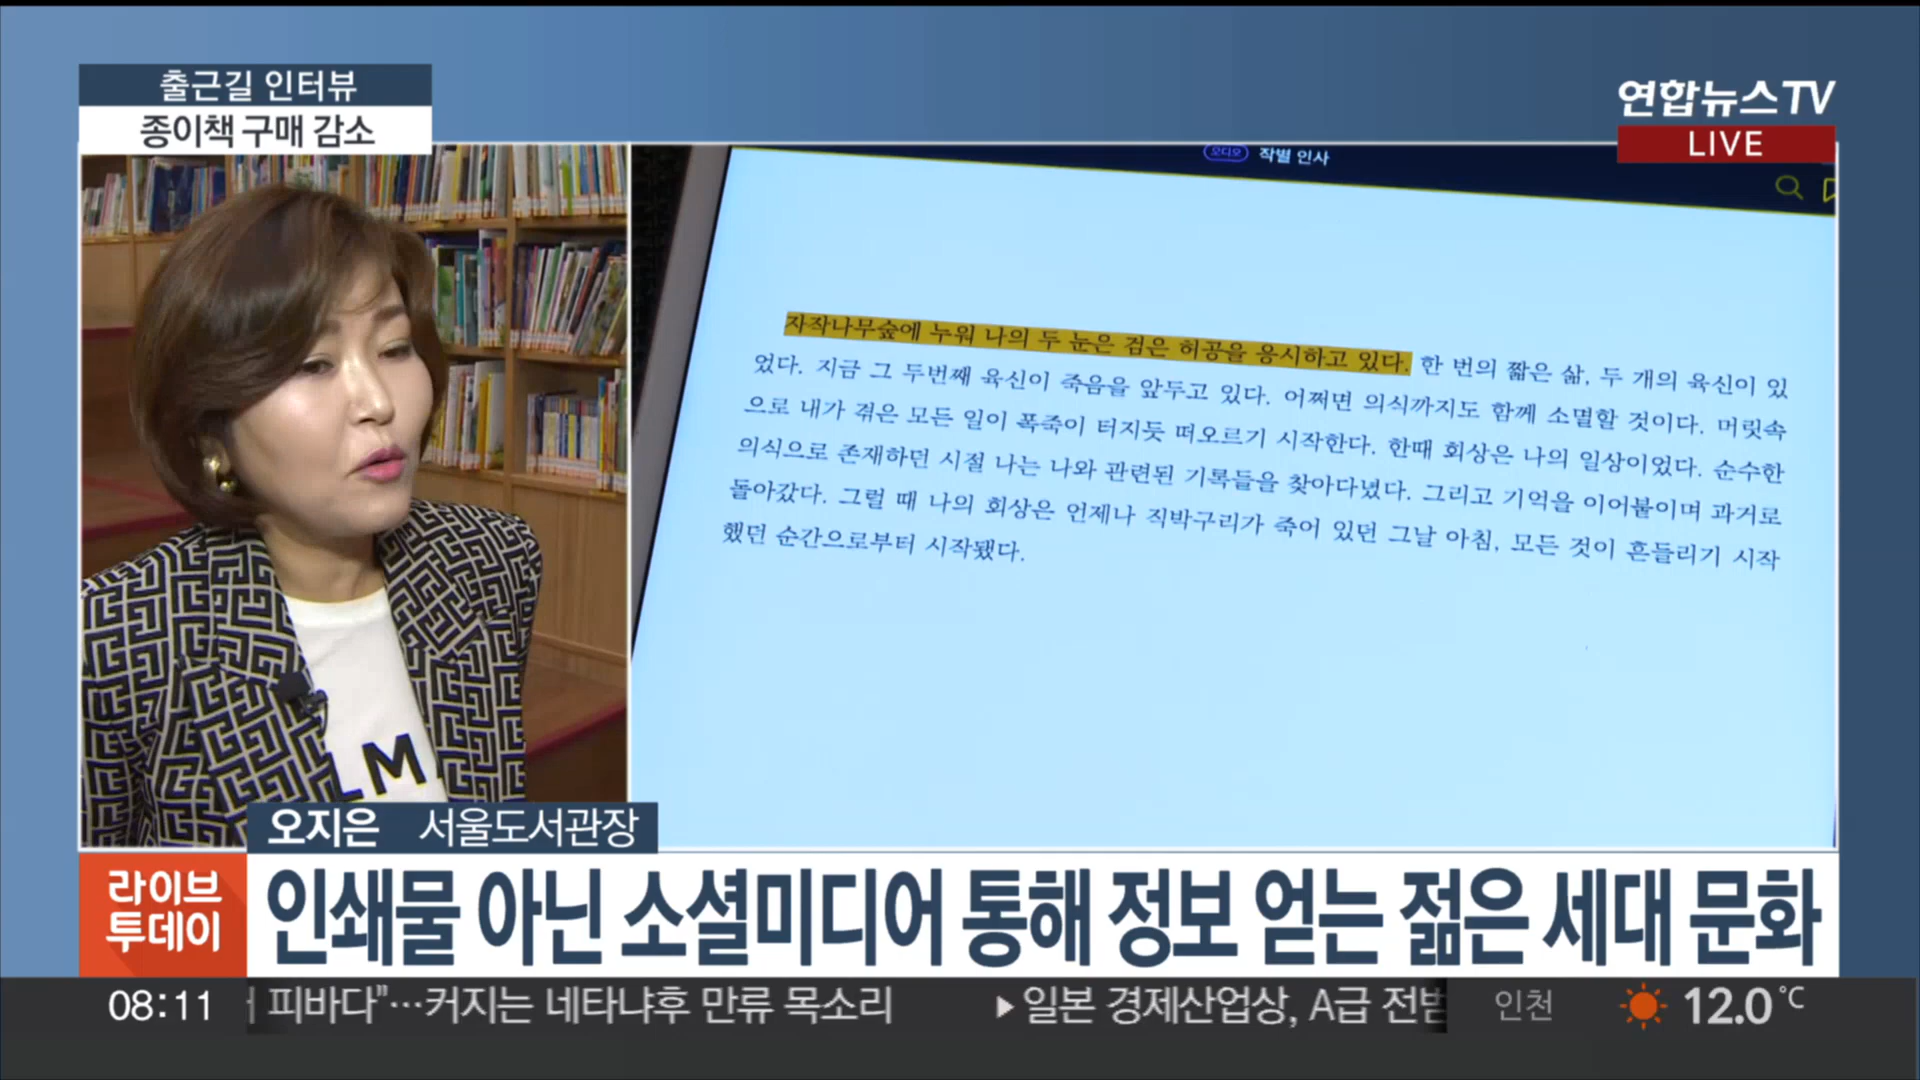 출근길 인터뷰
종이책 구매 감소
연합뉴스TV
LIVE
오디오 작별 인사
자작나무숲에 누워 나의 두 눈은 검은 허공을 응시하고 있다. 한 번의 짧은 삶, 두 개의 육신이 있
었다. 지금 그 두번째 육신이 죽음을 앞두고 있다. 어쩌면 의식까지도 함께 소멸할 것이다. 머릿속
으로 내가 겪은 모든 일이 폭죽이 터지듯 떠오르기 시작한다. 한때 회상은 나의 일상이었다. 순수한
의식으로 존재하던 시절 나는 나와 관련된 기록들을 찾아다녔다. 그리고 기억을 이어붙이며 과거로
돌아갔다. 그럴 때 나의 회상은 언제나 직박구리가 죽어 있던 그날 아침, 모든 것이 흔들리기 시작
했던 순간으로부터 시작됐다.
LM
오지은 서울도서관장
라이브
투데이
인쇄물 아닌 소셜미디어 통해 정보 얻는 젊은 세대 문화
08:11 피바다”…커지는 네타냐후 만류 목소리 ▶일본 경제산업상, A급 전범 인천 12.0℃